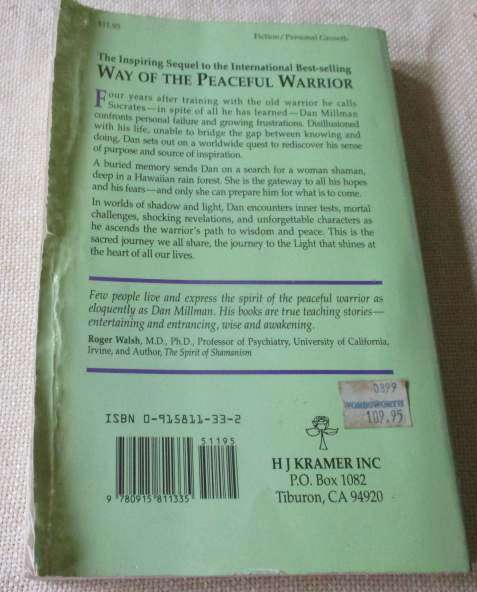 $11.95
Fiction/Personal Growth
The Inspiring Sequel to the International Best-selling
WAY OF THE PEACEFUL WARRIOR
Four years after training with the old warrior he calls
Socrates—in spite of all he has learned—Dan Millman
confronts personal failure and growing frustrations. Disillusioned
with his life, unable to bridge the gap between knowing and
doing, Dan sets out on a worldwide quest to rediscover his sense
of purpose and source of inspiration.
A buried memory sends Dan on a search for a woman shaman,
deep in a Hawaiian rain forest. She is the gateway to all his hopes
and his fears—and only she can prepare him for what is to come.
In worlds of shadow and light, Dan encounters inner tests, mortal
challenges, shocking revelations, and unforgettable characters as
he ascends the warrior's path to wisdom and peace. This is the
sacred journey we all share, the journey to the Light that shines at
the heart of all our lives.
Few people live and express the spirit of the peaceful warrior as
eloquently as Dan Millman. His books are true teaching stories—
entertaining and entrancing, wise and awakening.
Roger Walsh, M.D., Ph.D., Professor of Psychiatry, University of California,
Irvine, and Author, The Spirit of Shamanism
0899
WORDSWORTH
109.95
ISBN 0-915811-33-2
51195
9 780915 811335
H J KRAMER INC
P.O. Box 1082
Tiburon, CA 94920